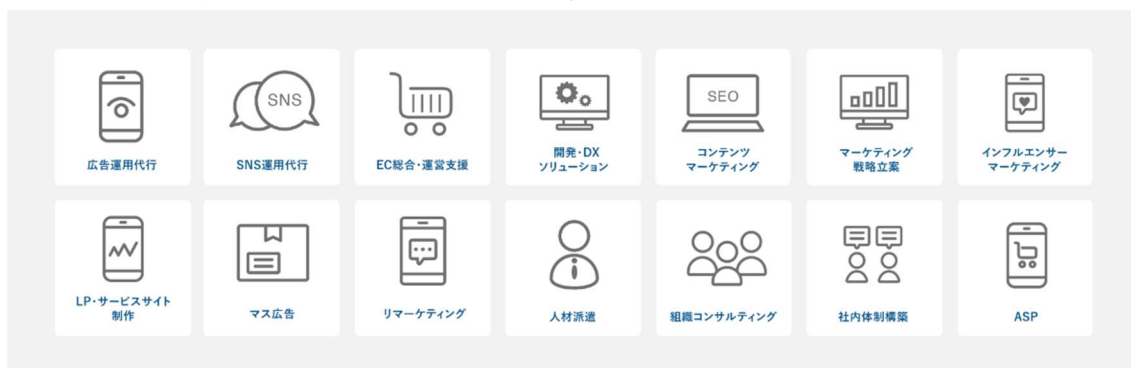 SNS
SEO
広告運用代行
SNS運用代行
EC総合・運営支援
開発・DX
ソリューション
コンテンツ
マーケティング
マーケティング
戦略立案
インフルエンサー
マーケティング
LP・サービスサイト
制作
マス広告
リマーケティング
人材派遣
組織コンサルティング
社内体制構築
ASP